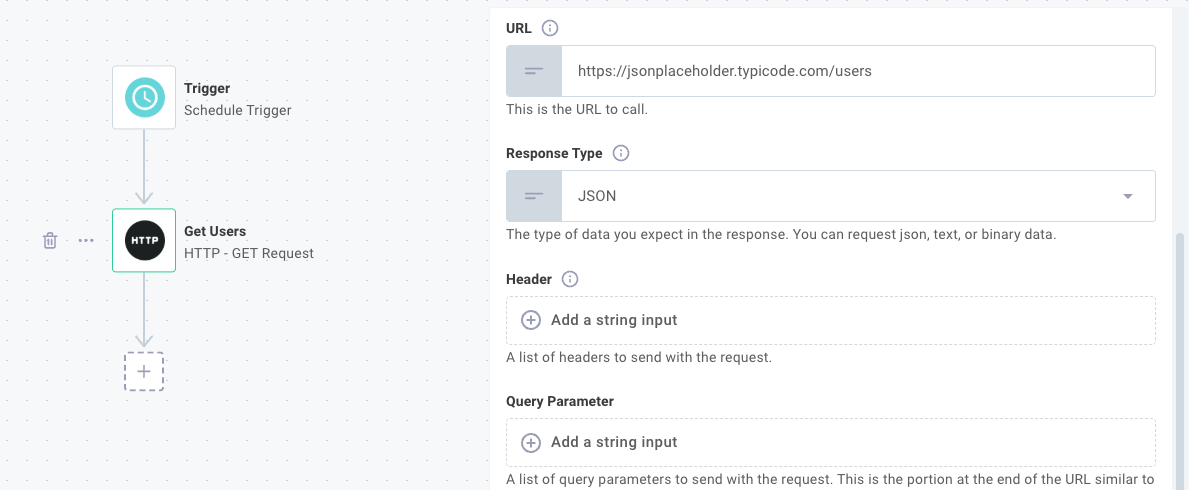 Trigger
Schedule Trigger
HTTP
Get Users
HTTP - GET Request
URL
https://jsonplaceholder.typicode.com/users
This is the URL to call.
Response Type
JSON
The type of data you expect in the response. You can request json, text, or binary data.
Header
Add a string input
A list of headers to send with the request.
Query Parameter
Add a string input
A list of query parameters to send with the request. This is the portion at the end of the URL similar to